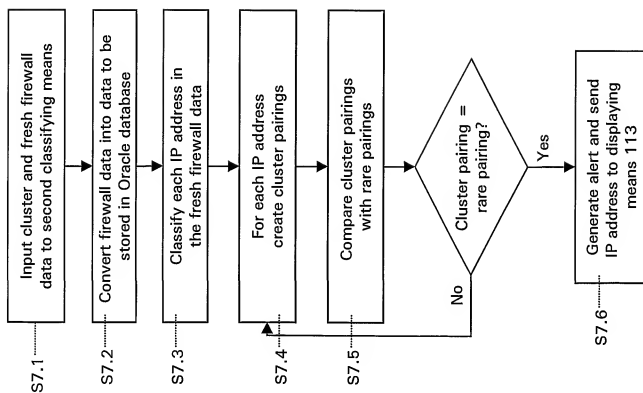 S7.1
Input cluster and fresh firewall
data to second classifying means
S7.2
Convert firewall data into data to be
stored in Oracle database
S7.3
Classify each IP address in
the fresh firewall data
S7.4
For each IP address
create cluster pairings
S7.5
Compare cluster pairings
with rare pairings
Cluster pairing =
rare pairing?
No
Yes
S7.6
Generate alert and send
IP address to displaying
means 113